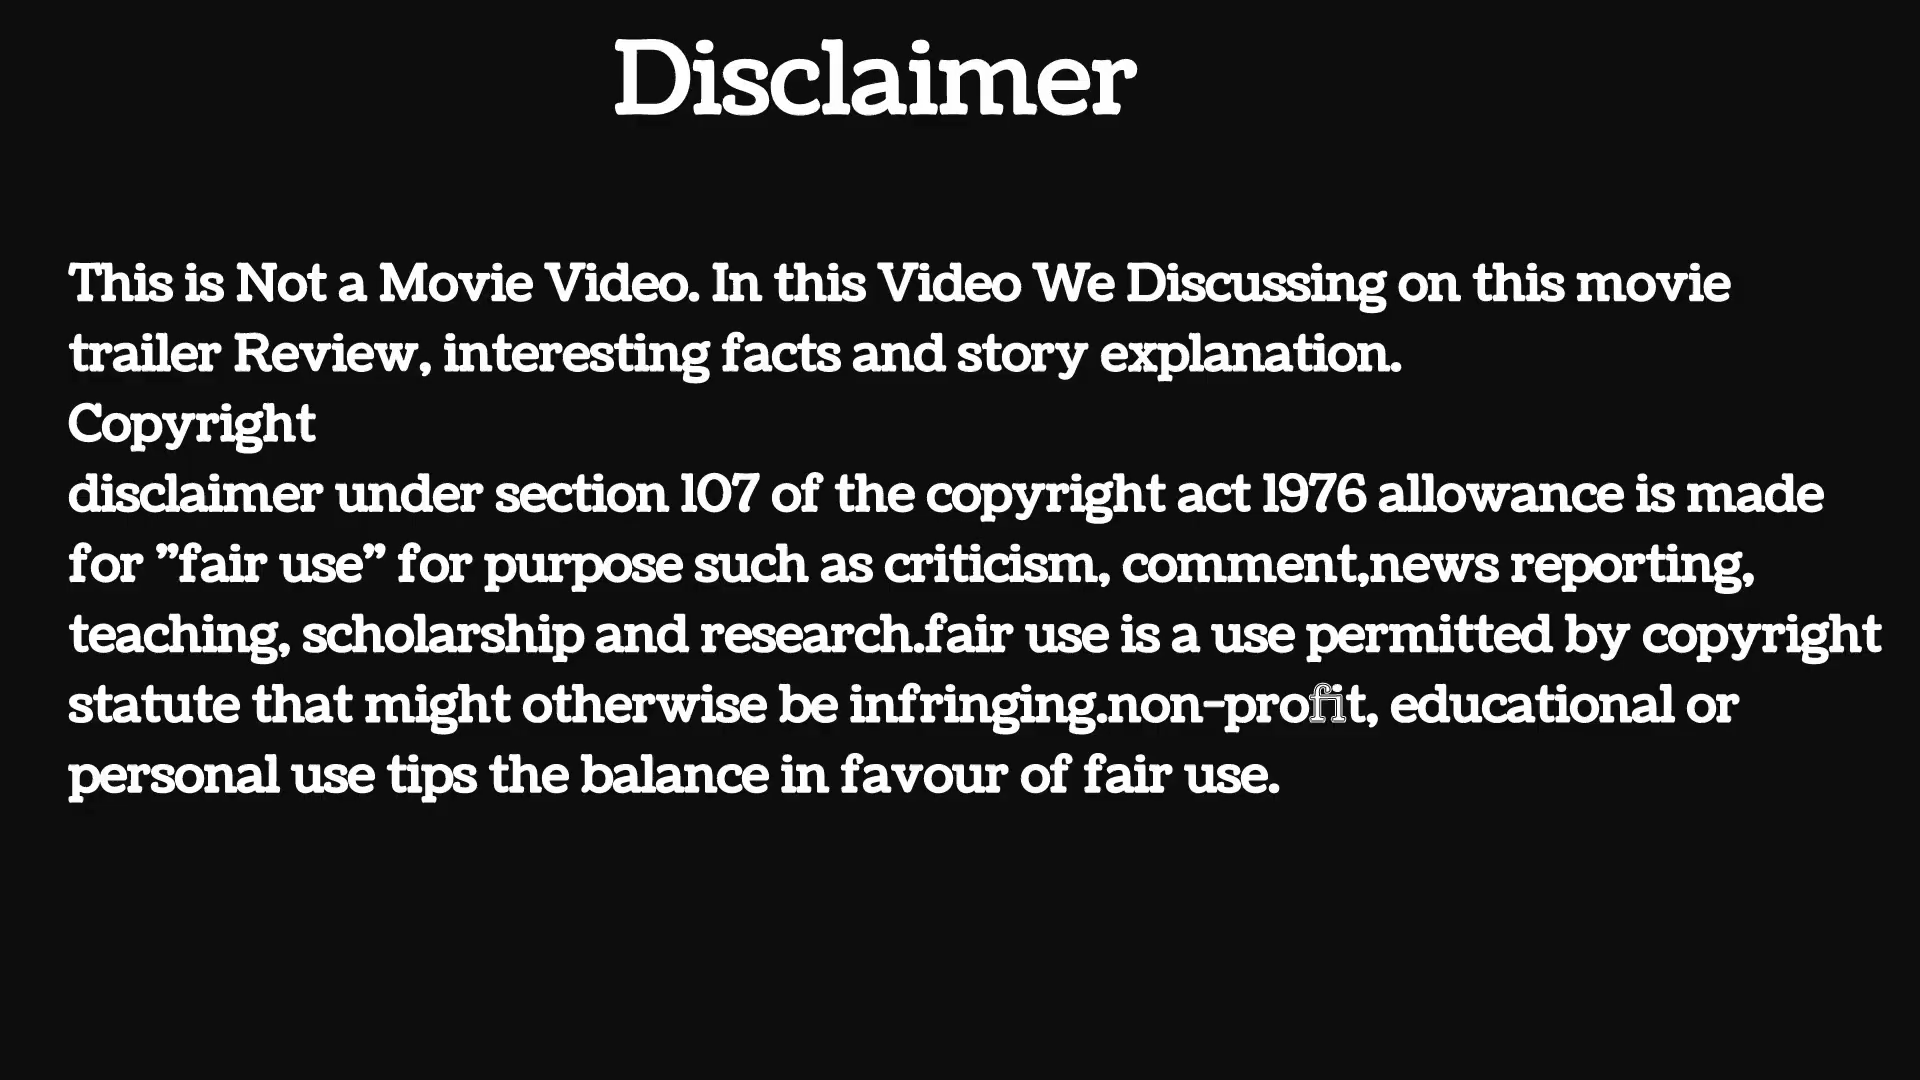 Disclaimer
This is Not a Movie Video. In this Video We Discussing on this movie
trailer Review, interesting facts and story explanation.
Copyright
disclaimer under section 107 of the copyright act 1976 allowance is made
for ”fair use” for purpose such as criticism, comment,news reporting,
teaching, scholarship and research.fair use is a use permitted by copyright
statute that might otherwise be infringing.non-profit, educational or
personal use tips the balance in favour of fair use.